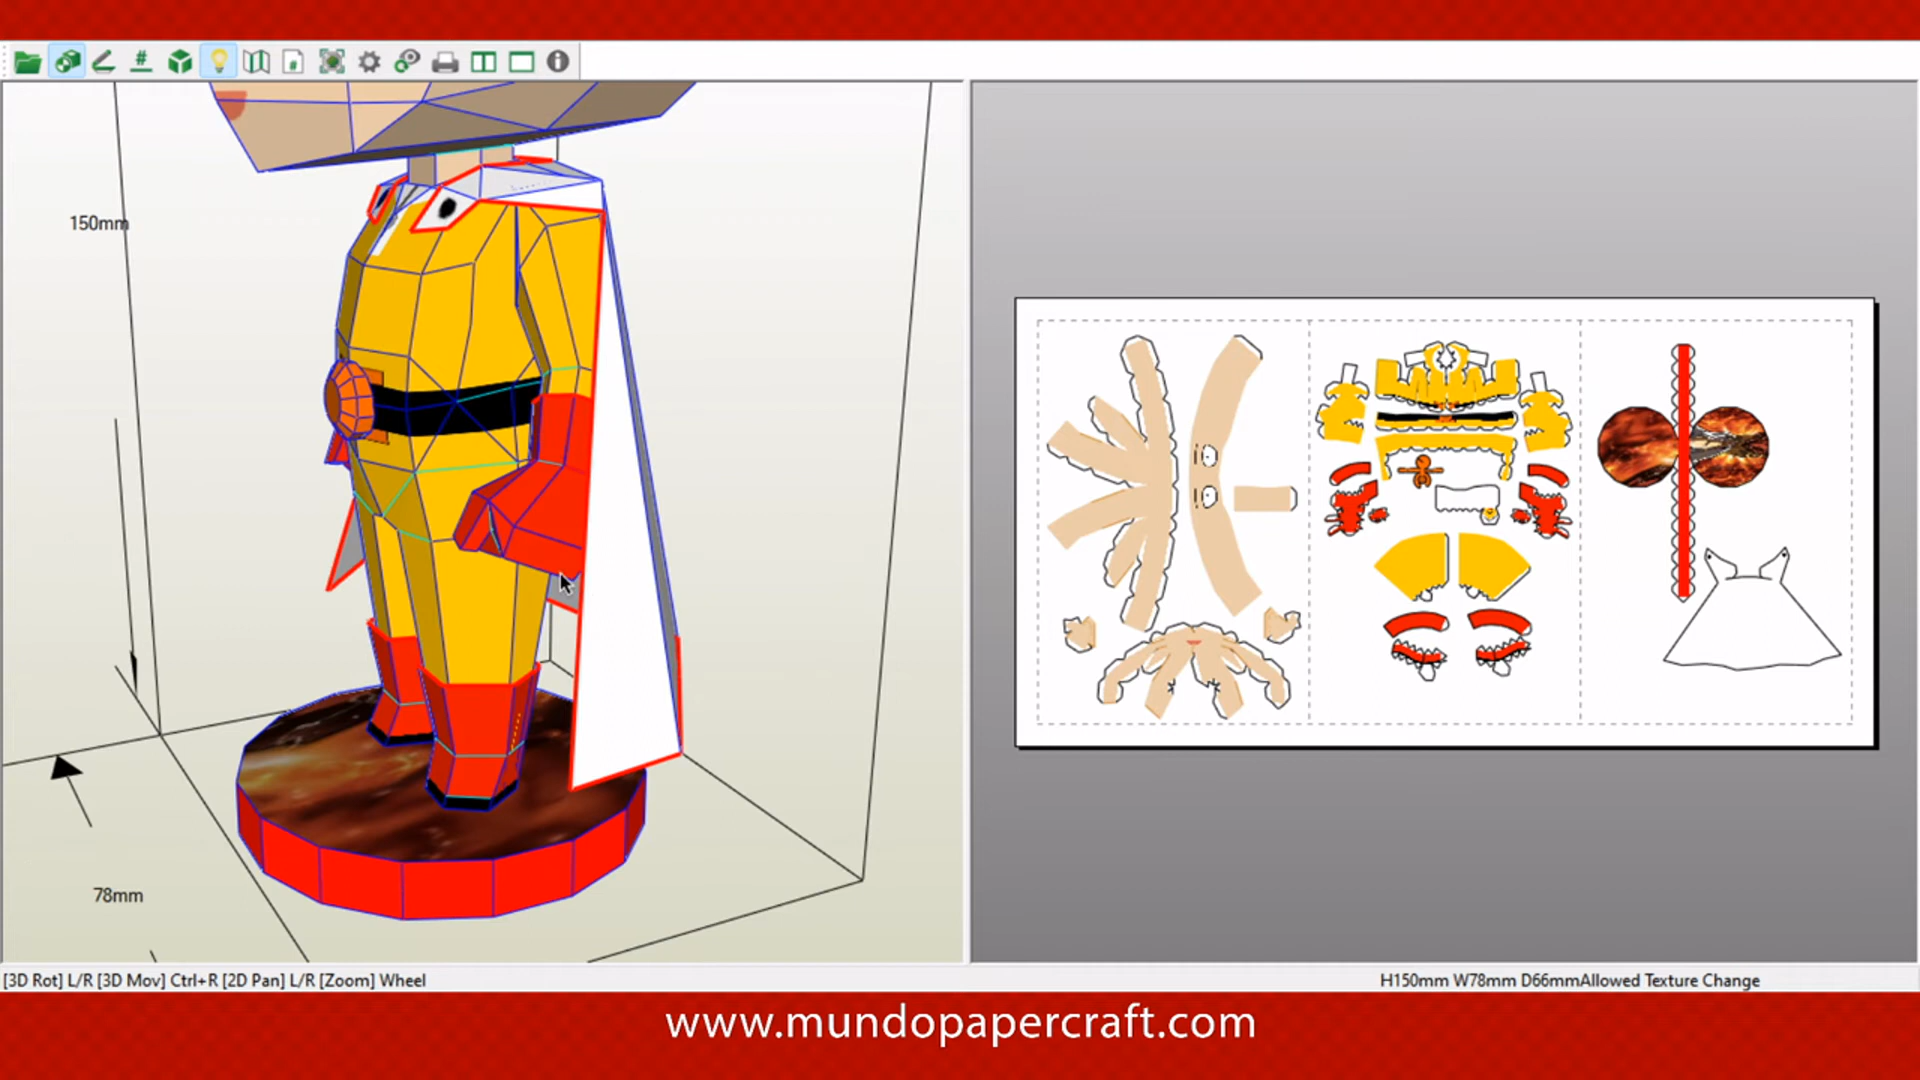 150mm
78mm
[3D Rot] L/R [3D Mov] Ctrl+R [2D Pan] L/R [Zoom] Wheel
H150mm W78mm D66mmAllowed Texture Change
www.mundopapercraft.com